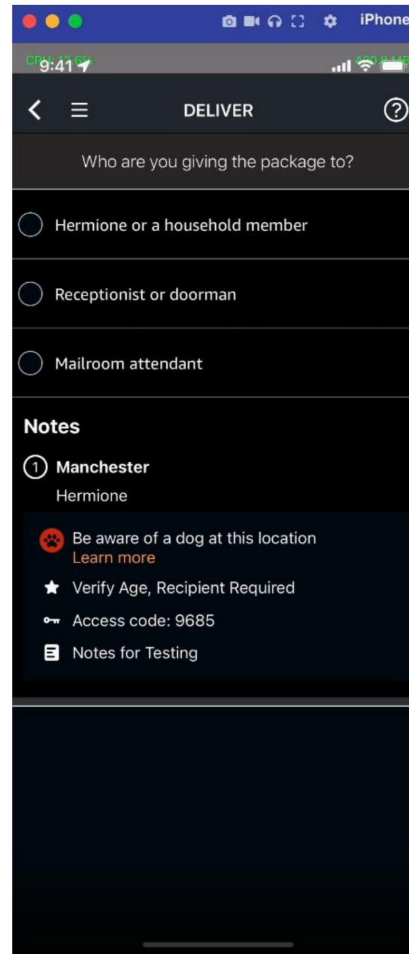 iPhone
9:41
DELIVER
Who are you giving the package to?
Hermione or a household member
Receptionist or doorman
Mailroom attendant
Notes
1 Manchester
Hermione
Be aware of a dog at this location
Learn more
Verify Age, Recipient Required
Access code: 9685
Notes for Testing